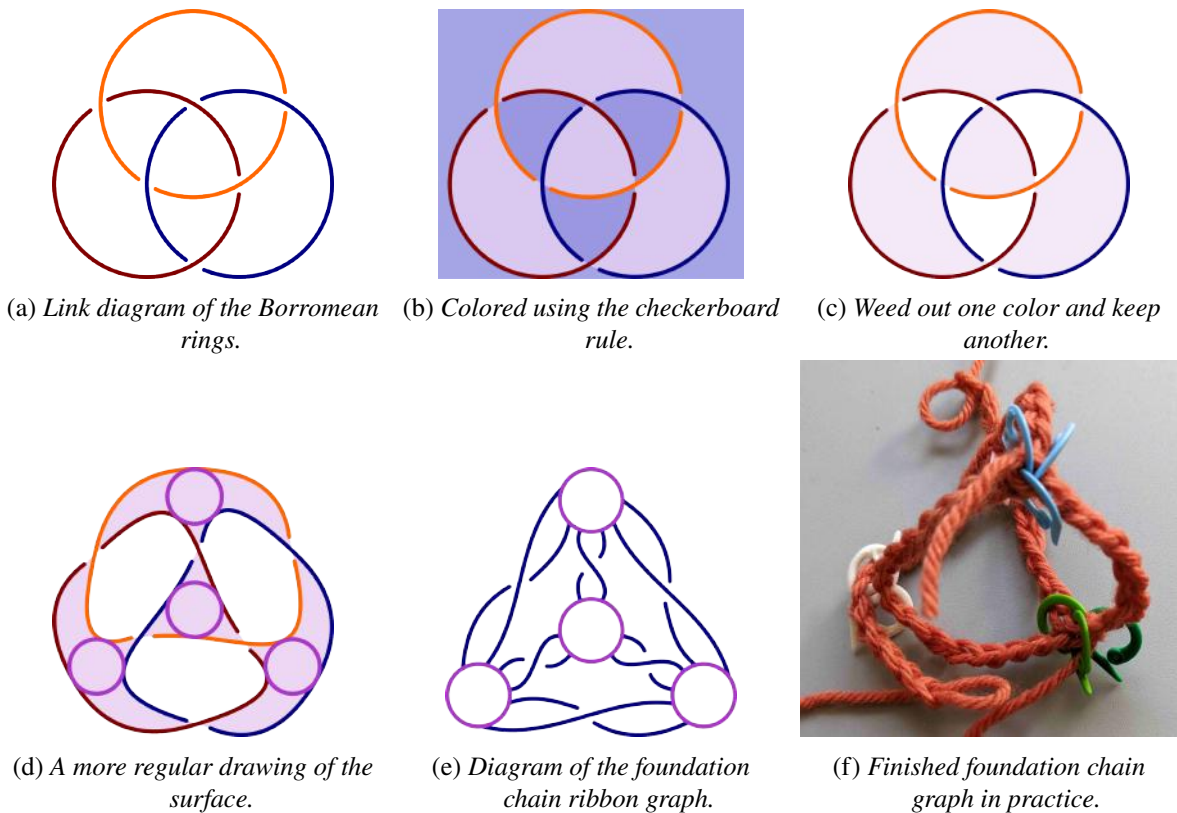 (a) Link diagram of the Borromean
rings.
(b) Colored using the checkerboard
rule.
(c) Weed out one color and keep
another.
(d) A more regular drawing of the
surface.
(e) Diagram of the foundation
chain ribbon graph.
(f) Finished foundation chain
graph in practice.